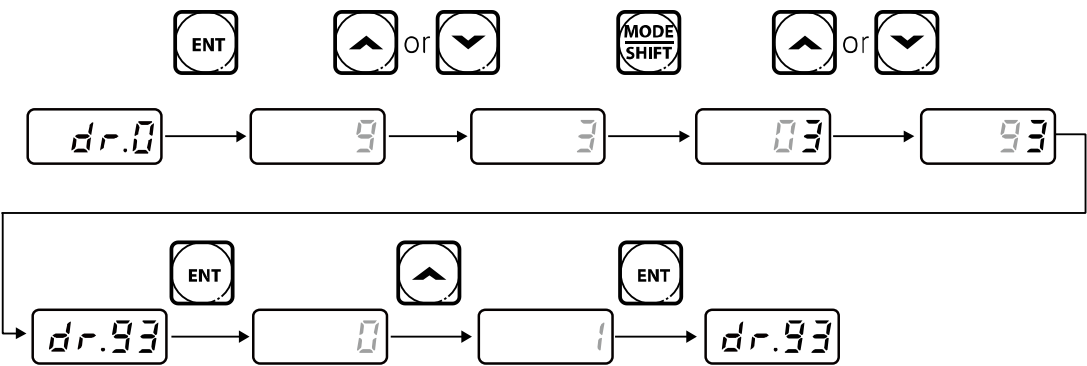 ENT or MODE SHIFT or
dr.0 9 3 03 93
ENT ENT
dr.93 0 1 dr.93